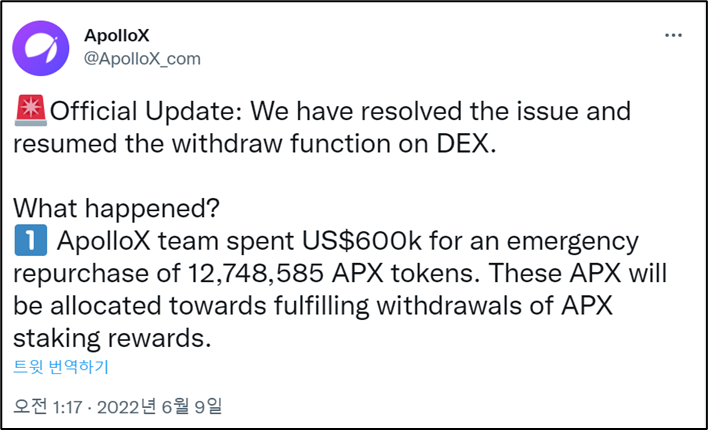 ApolloX
@ApolloX_com
🚨Official Update: We have resolved the issue and
resumed the withdraw function on DEX.
What happened?
1️⃣ ApolloX team spent US$600k for an emergency
repurchase of 12,748,585 APX tokens. These APX will
be allocated towards fulfilling withdrawals of APX
staking rewards.
트윗 번역하기
오전 1:17 · 2022년 6월 9일